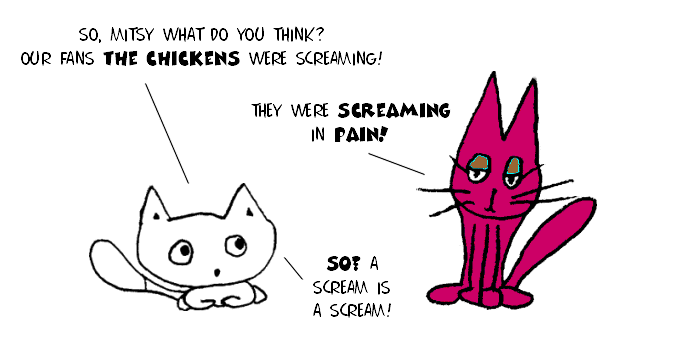 SO, MITSY WHAT DO YOU THINK?
OUR FANS THE CHICKENS WERE SCREAMING!
THEY WERE SCREAMING
IN PAIN!
SO? A
SCREAM IS
A SCREAM!